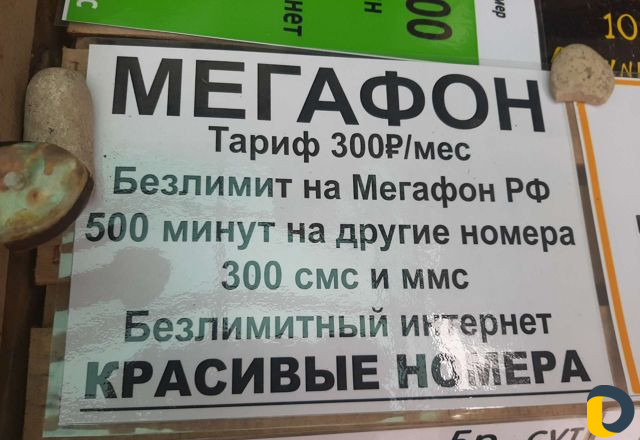 МЕГАФОН
Тариф 300₽/мес
Безлимит на Мегафон РФ
500 минут на другие номера
300 смс и ммс
Безлимитный интернет
КРАСИВЫЕ НОМЕРА
10